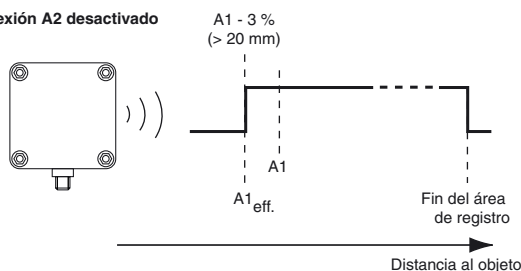 exión A2 desactivado
A1 - 3 %
(> 20 mm)
A1
A1eff.
Fin del área
de registro
Distancia al objeto